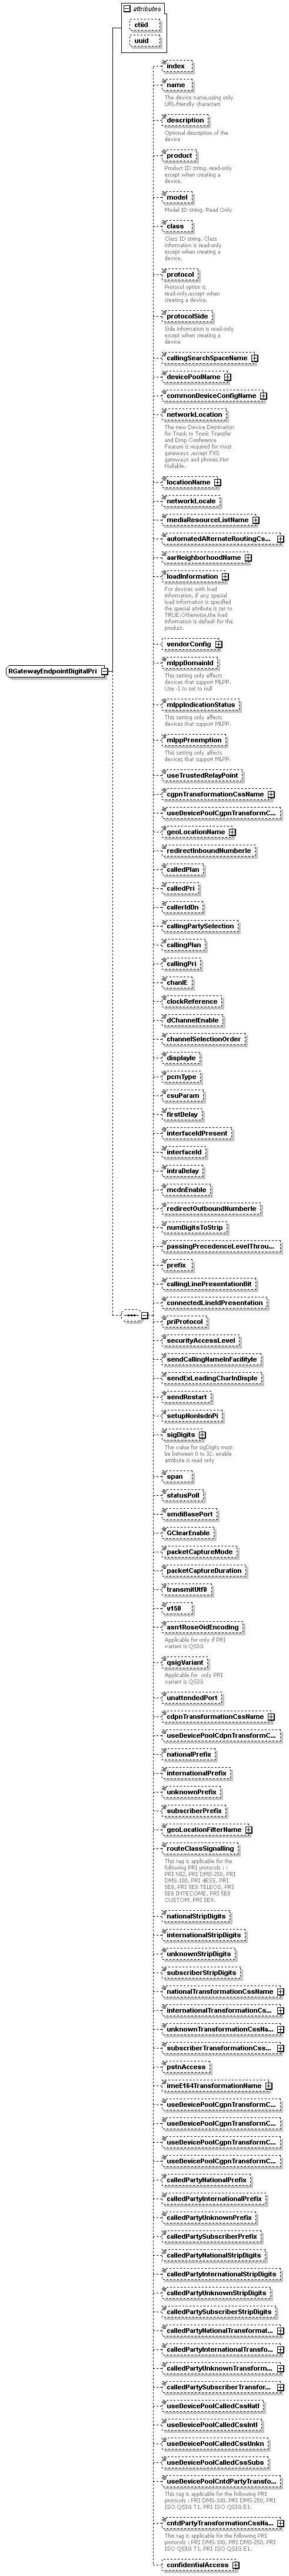 attributes
ctiid
uuid
index
name
The device name,using only
URL-friendly characters
description
Optional description of the
device
product
Product ID string. read-only
except when creating a
device.
model
Model ID string. Read Only
class
Class ID string. Class
information is read-only
except when creating a
device.
protocol
Protocol option is
read-only,except when
creating a device.
protocolSide
Side information is read-only
except when creating a
device
callingSearchSpaceName
devicePoolName
commonDeviceConfigName
networkLocation
The new Device Destination
for Trunk to Trunk Transfer
and Drop Conference
Feature is required for most
gateways ,except FXS
gateways and phones.Not
Nullable.
locationName
networkLocale
mediaResourceListName
automatedAlternateRoutingCs...
aarNeighborhoodName
loadInformation
For devices with load
information, if any special
load information is specified
the special attribute is set to
TRUE.Otherwise,the load
information is default for the
product.
RGatewayEndpointDigitalPri
vendorConfig
mlppDomainId
This setting only effects
devices that support MLPP.
Use -1 to set to null
mlppIndicationStatus
This setting only affects
devices that support MLPP.
mlppPreemption
This setting only affects
devices that support MLPP.
useTrustedRelayPoint
cgpnTransformationCssName
useDevicePoolCgpnTransformC...
geoLocationName
redirectInboundNumberIe
calledPlan
calledPri
callerIdDn
callingPartySelection
callingPlan
callingPri
chanIE
clockReference
dChannelEnable
channelSelectionOrder
displayIe
pcmType
csuParam
firstDelay
interfaceIdPresent
interfaceId
intraDelay
mcdnEnable
redirectOutboundNumberIe
numDigitsToStrip
passingPrecedenceLevelThrou...
prefix
callingLinePresentationBit
connectedLineIdPresentation
priProtocol
securityAccessLevel
sendCallingNameInFacilityIe
sendExLeadingCharInDispIe
sendRestart
setupNonIsdnPi
sigDigits
The value for sigDigits must
be between 0 to 32. enable
attribute is read only
span
statusPoll
smdiBasePort
GClearEnable
packetCaptureMode
packetCaptureDuration
transmitUtf8
v150
asn1RoseOidEncoding
Applicable for only if PRI
variant is QSIG
qsigVariant
Applicable for  only PRI
variant is QSIG
unattendedPort
cdpnTransformationCssName
useDevicePoolCdpnTransformC...
nationalPrefix
internationalPrefix
unknownPrefix
subscriberPrefix
geoLocationFilterName
routeClassSignalling
This tag is applicable for the
following PRI protocols : :
PRI NI2, PRI DMS-250, PRI
DMS-100, PRI 4ESS, PRI
5E8, PRI 5E8 TELEOS, PRI
5E8 INTECOME, PRI 5E8
CUSTOM, PRI 5E9.
nationalStripDigits
internationalStripDigits
unknownStripDigits
subscriberStripDigits
nationalTransformationCssName
internationalTransformationCs...
unknownTransformationCssNa...
subscriberTransformationCss...
pstnAccess
imeE164TransformationName
useDevicePoolCgpnTransformC...
useDevicePoolCgpnTransformC...
useDevicePoolCgpnTransformC...
useDevicePoolCgpnTransformC...
calledPartyNationalPrefix
calledPartyInternationalPrefix
calledPartyUnknownPrefix
calledPartySubscriberPrefix
calledPartyNationalStripDigits
calledPartyInternationalStripDigits
calledPartyUnknownStripDigits
calledPartySubscriberStripDigits
calledPartyNationalTransformat...
calledPartyInternationalTransfo...
calledPartyUnknownTransform...
calledPartySubscriberTransfor...
useDevicePoolCalledCssNatl
useDevicePoolCalledCssIntl
useDevicePoolCalledCssUnkn
useDevicePoolCalledCssSubs
useDevicePoolCntdPartyTransfo...
This tag is applicable for the following PRI
protocols : PRI DMS-100, PRI DMS-250, PRI
ISO QSIG T1, PRI ISO QSIG E1.
cntdPartyTransformationCssNa...
This tag is applicable for the following PRI
protocols : PRI DMS-100, PRI DMS-250, PRI
ISO QSIG T1, PRI ISO QSIG E1.
confidentialAccess